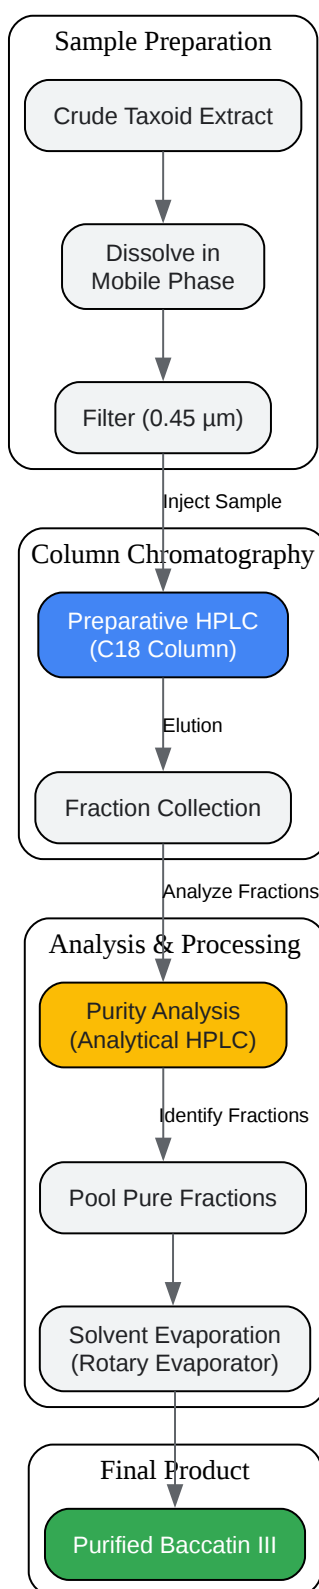 Sample Preparation
Crude Taxoid Extract
Dissolve in
Mobile Phase
Filter (0.45 µm)
Inject Sample
Column Chromatography
Preparative HPLC
(C18 Column)
Elution
Fraction Collection
Analyze Fractions
Analysis & Processing
Purity Analysis
(Analytical HPLC)
Identify Fractions
Pool Pure Fractions
Solvent Evaporation
(Rotary Evaporator)
Final Product
Purified Baccatin III